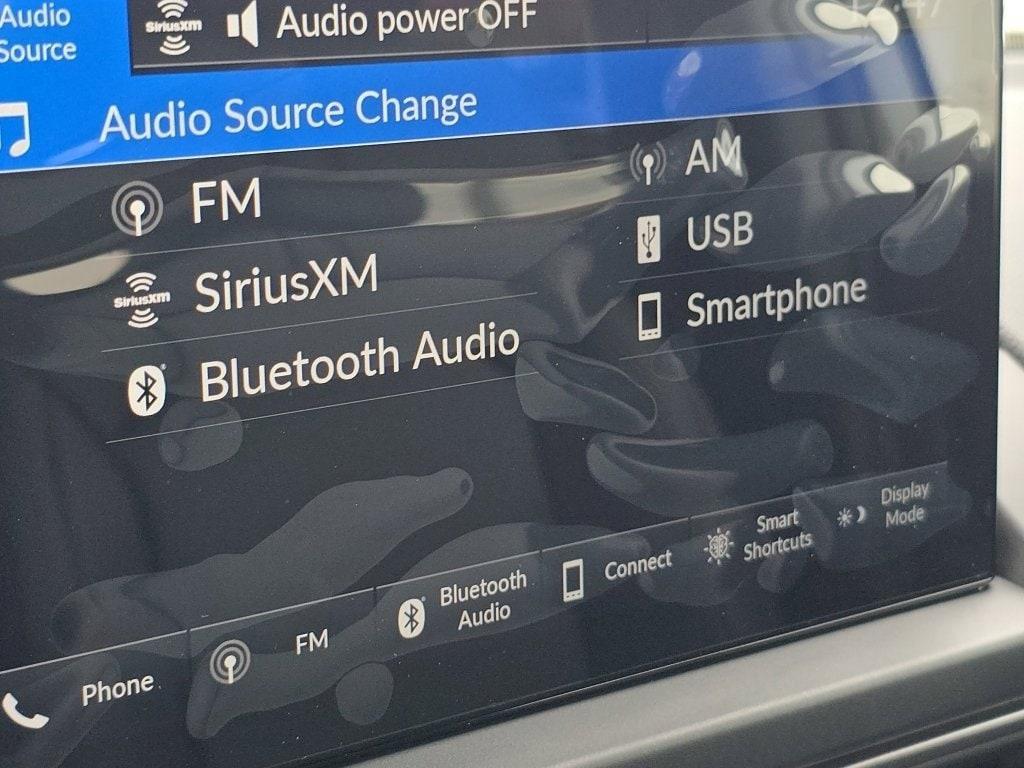 Audio
Source
SiriusXM
Audio power OFF
Audio Source Change
FM
AM
SiriusXM
SiriusXM
USB
Bluetooth Audio
Smartphone
Phone
FM
Bluetooth
Audio
Connect
Smart
Shortcuts
Display
Mode